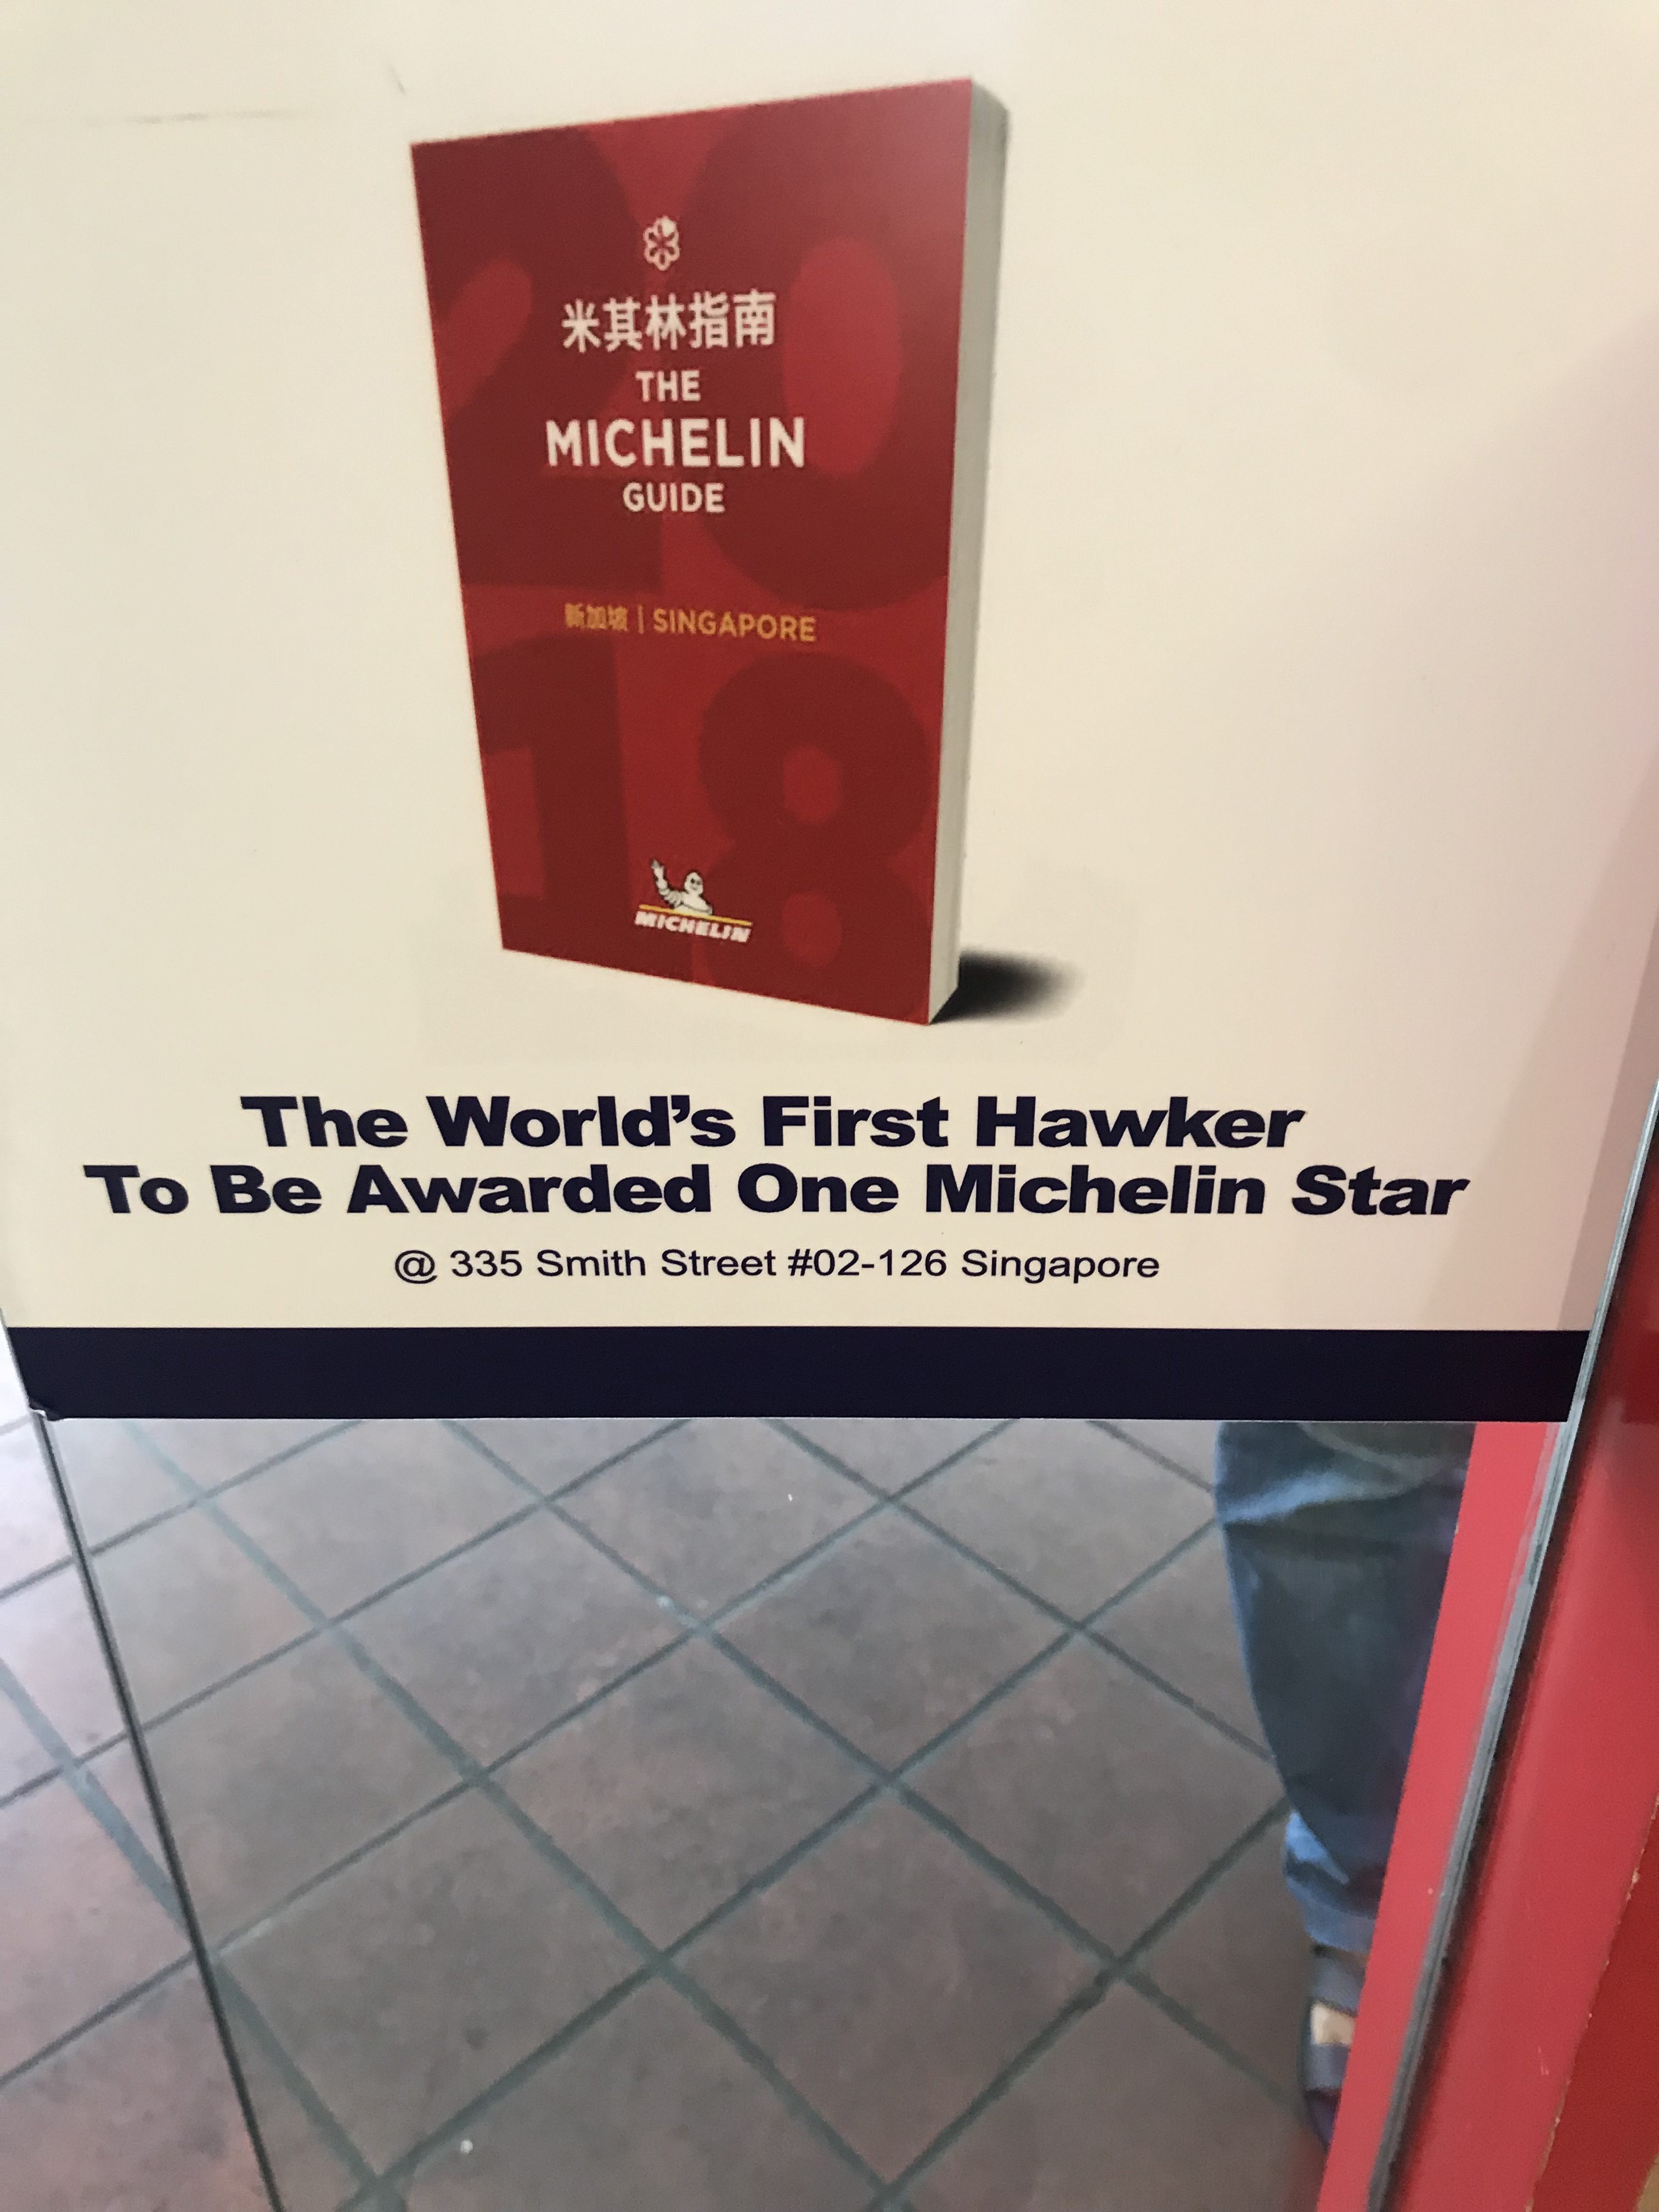 米其林指南
THE
MICHELIN
GUIDE
新加坡 | SINGAPORE
2018
MICHELIN
The World's First Hawker
To Be Awarded One Michelin Star
@ 335 Smith Street #02-126 Singapore